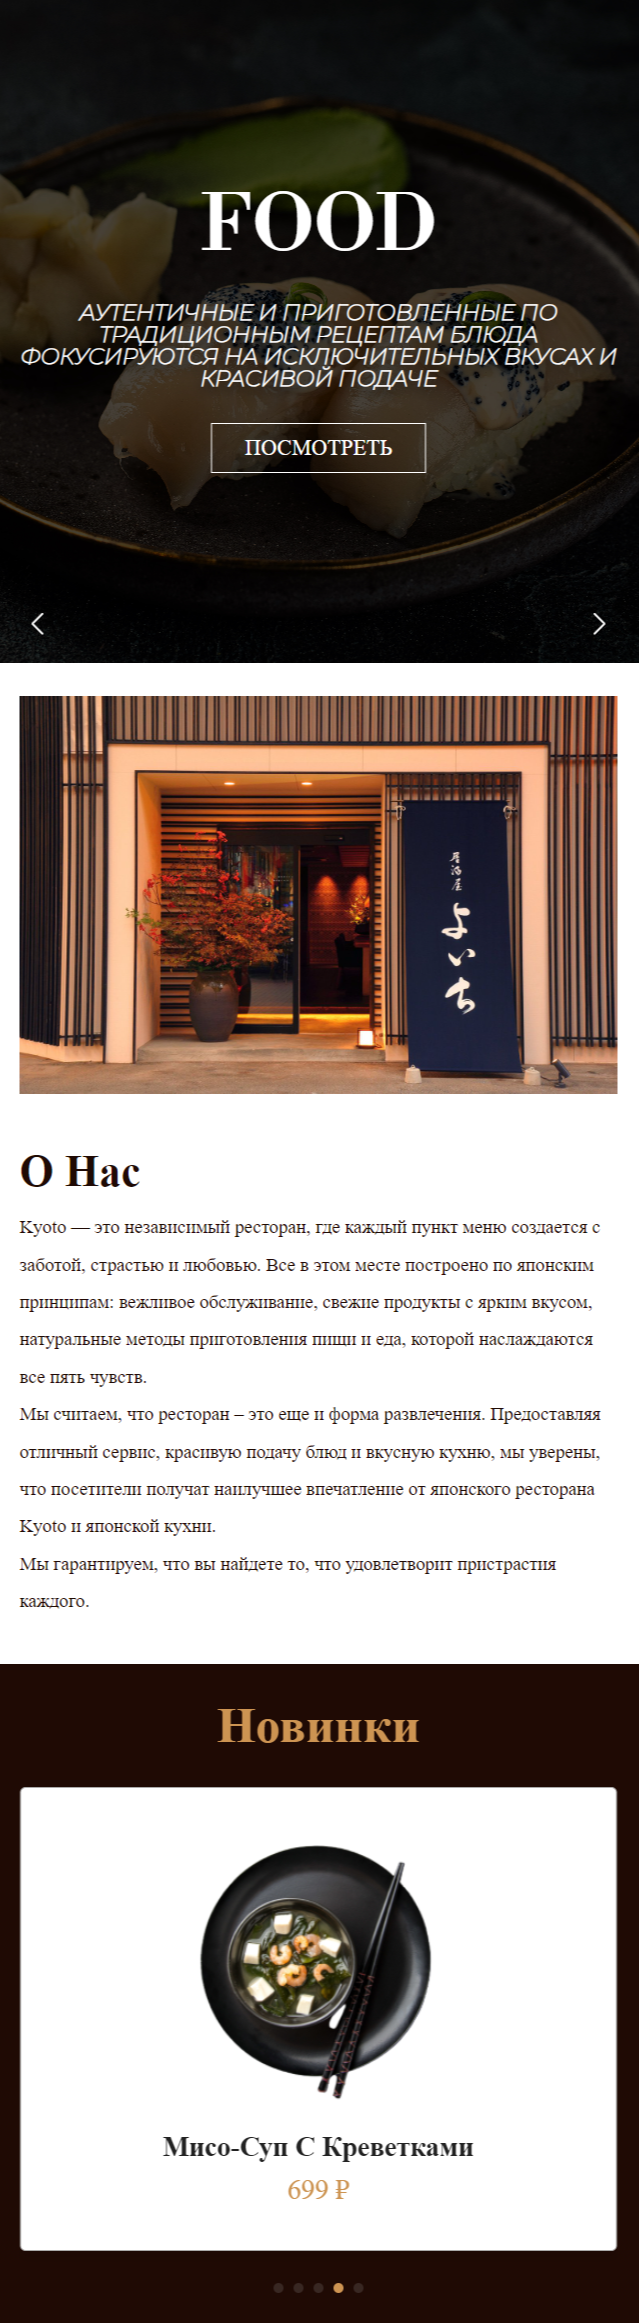 FOOD
АУТЕНТИЧНЫЕ И ПРИГОТОВЛЕННЫЕ ПО
ТРАДИЦИОННЫМ РЕЦЕПТАМ БЛЮДА
ФОКУСИРУЮТСЯ НА ИСКЛЮЧИТЕЛЬНЫХ ВКУСАХ И
КРАСИВОЙ ПОДАЧЕ
ПОСМОТРЕТЬ
居酒屋
よいち
О Нас
Kyoto — это независимый ресторан, где каждый пункт меню создается с
заботой, страстью и любовью. Все в этом месте построено по японским
принципам: вежливое обслуживание, свежие продукты с ярким вкусом,
натуральные методы приготовления пищи и еда, которой наслаждаются
все пять чувств.
Мы считаем, что ресторан – это еще и форма развлечения. Предоставляя
отличный сервис, красивую подачу блюд и вкусную кухню, мы уверены,
что посетители получат наилучшее впечатление от японского ресторана
Kyoto и японской кухни.
Мы гарантируем, что вы найдете то, что удовлетворит пристрастия
каждого.
Новинки
Мисо-Суп С Креветками
699 ₽